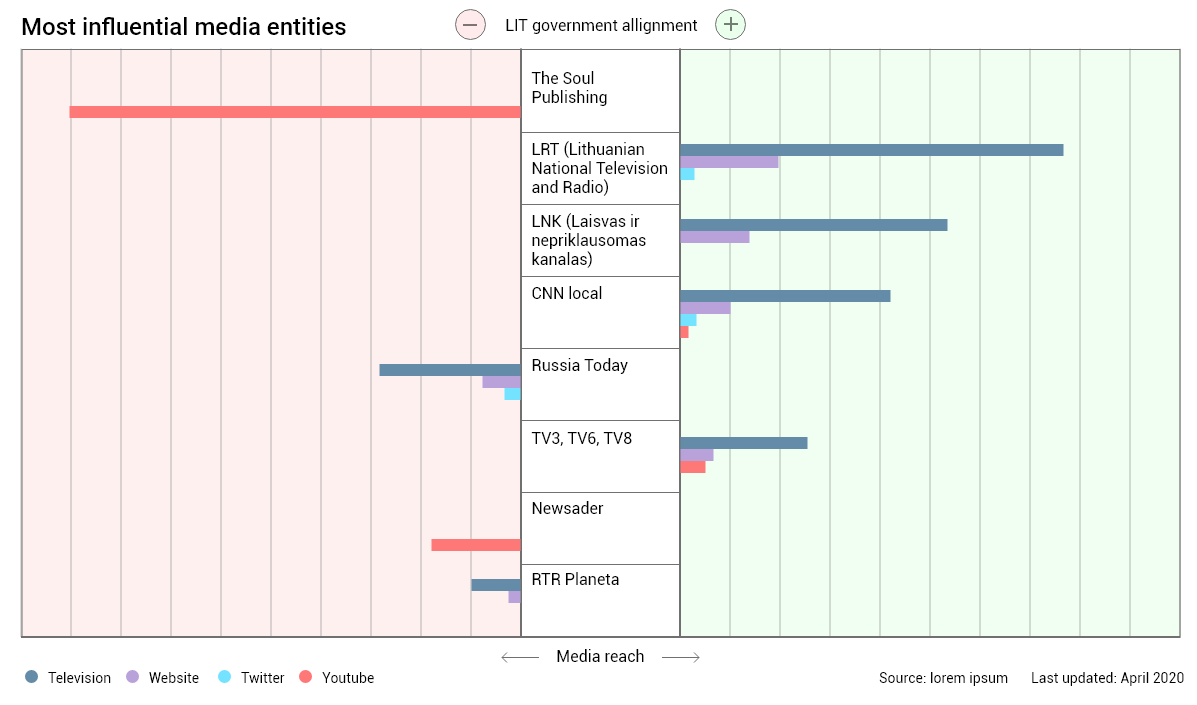 Most influential media entities
LIT government allignment
The Soul
Publishing
LRT (Lithuanian
National Television
and Radio)
LNK (Laisvas ir
nepriklausomas
kanalas)
CNN local
Russia Today
TV3, TV6, TV8
Newsader
RTR Planeta
Media reach
Television Website Twitter Youtube
Source: lorem ipsum Last updated: April 2020